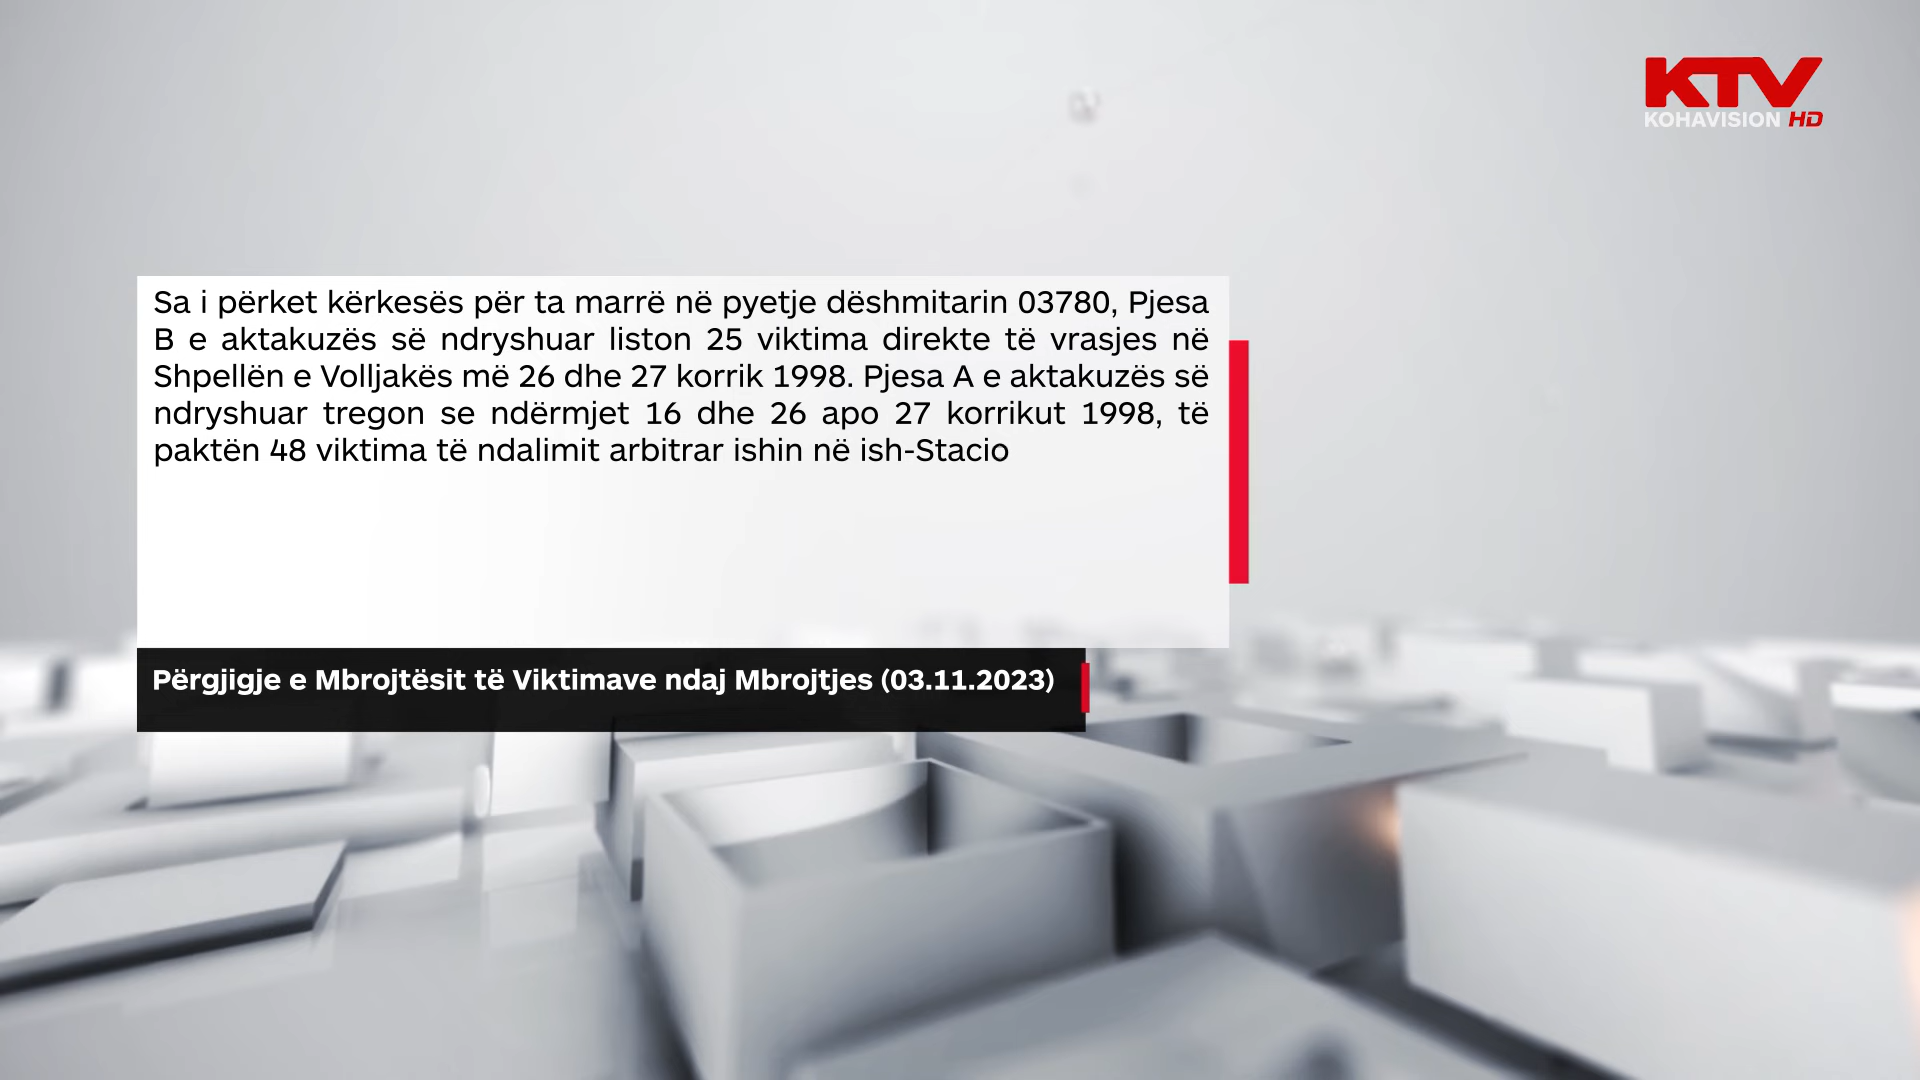 KTV
KOHAVISION HD
Sa i përket kërkesës për ta marrë në pyetje dëshmitarin 03780, Pjesa
B e aktakuzës së ndryshuar liston 25 viktima direkte të vrasjes në
Shpellën e Volljakës më 26 dhe 27 korrik 1998. Pjesa A e aktakuzës së
ndryshuar tregon se ndërmjet 16 dhe 26 apo 27 korrikut 1998, të
paktën 48 viktima të ndalimit arbitrar ishin në ish-Stacio
Përgjigje e Mbrojtësit të Viktimave ndaj Mbrojtjes (03.11.2023)